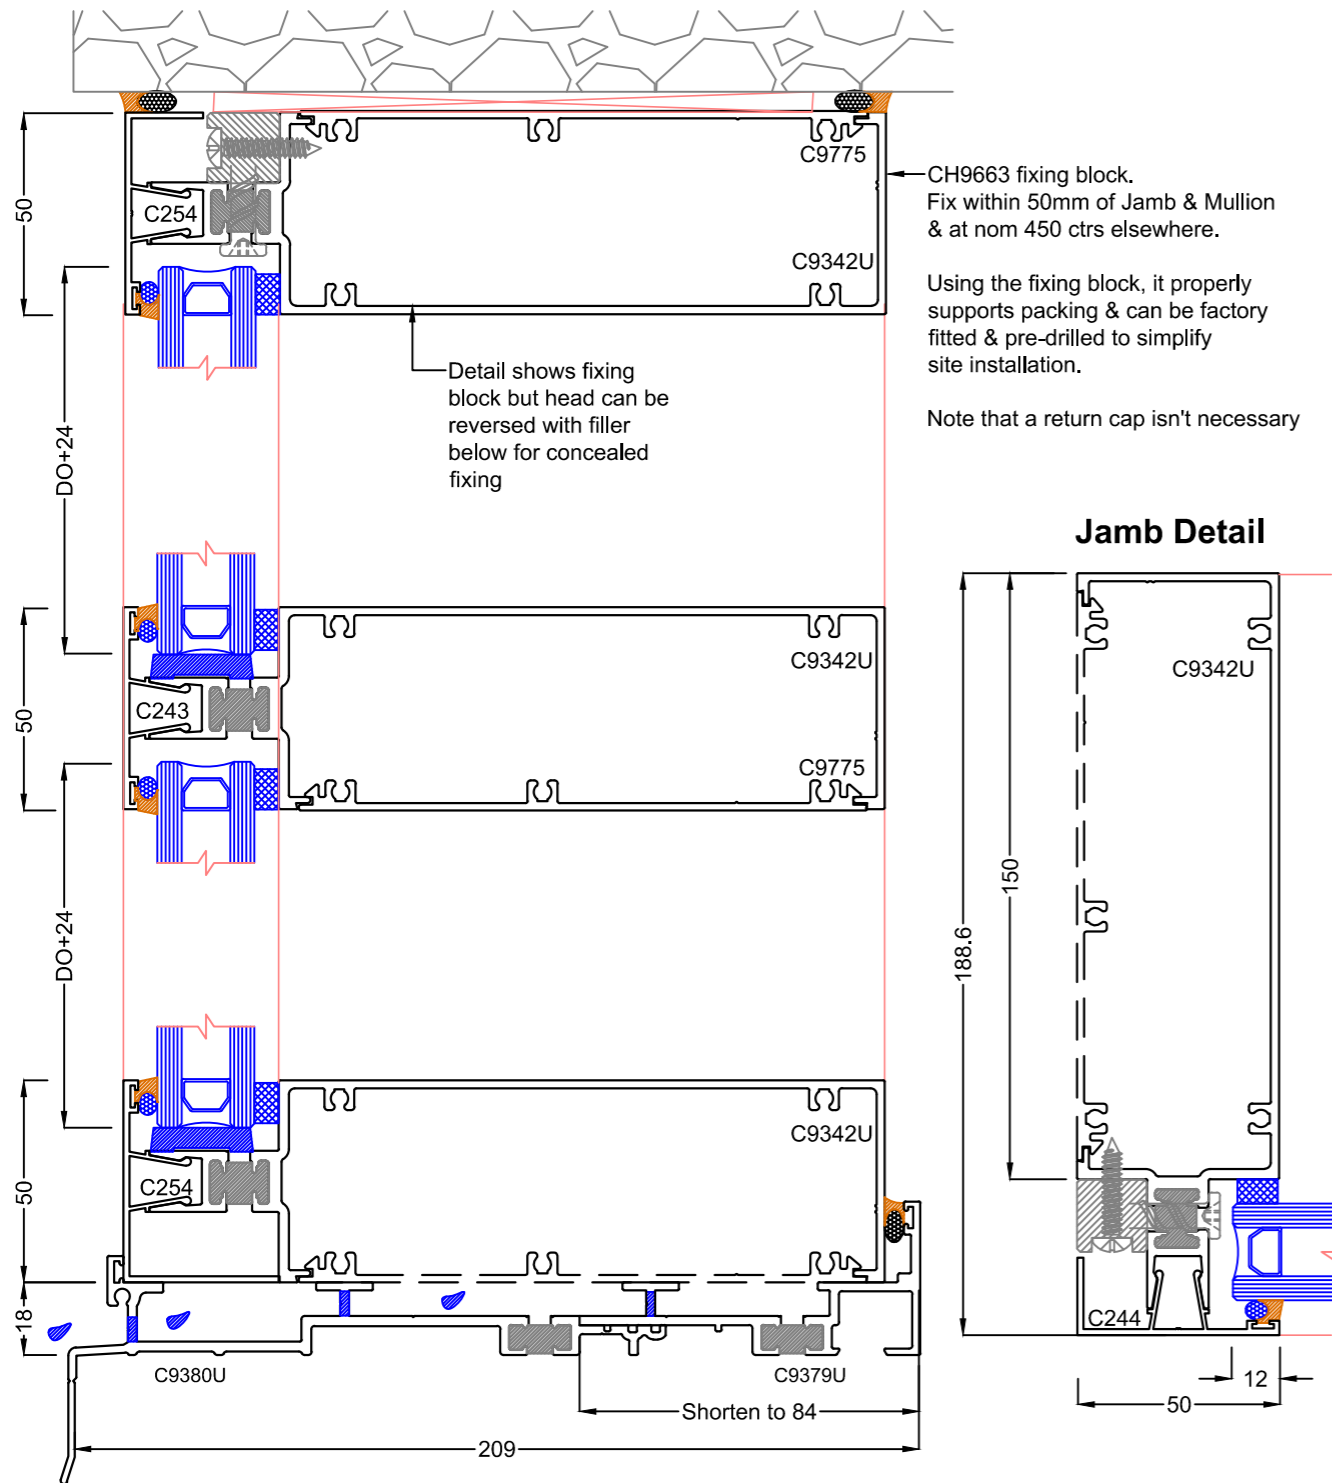 C9775
C254
C9342U
50
CH9663 fixing block.
Fix within 50mm of Jamb & Mullion
& at nom 450 ctrs elsewhere.
Using the fixing block, it properly
supports packing & can be factory
fitted & pre-drilled to simplify
site installation.
Note that a return cap isn't necessary
Detail shows fixing
block but head can be
reversed with filler
below for concealed
fixing
DO+24
C9342U
C243
50
C9775
DO+24
C9342U
C254
50
18
C9380U
C9379U
Shorten to 84
209
Jamb Detail
C9342U
150
188.6
C244
12
50